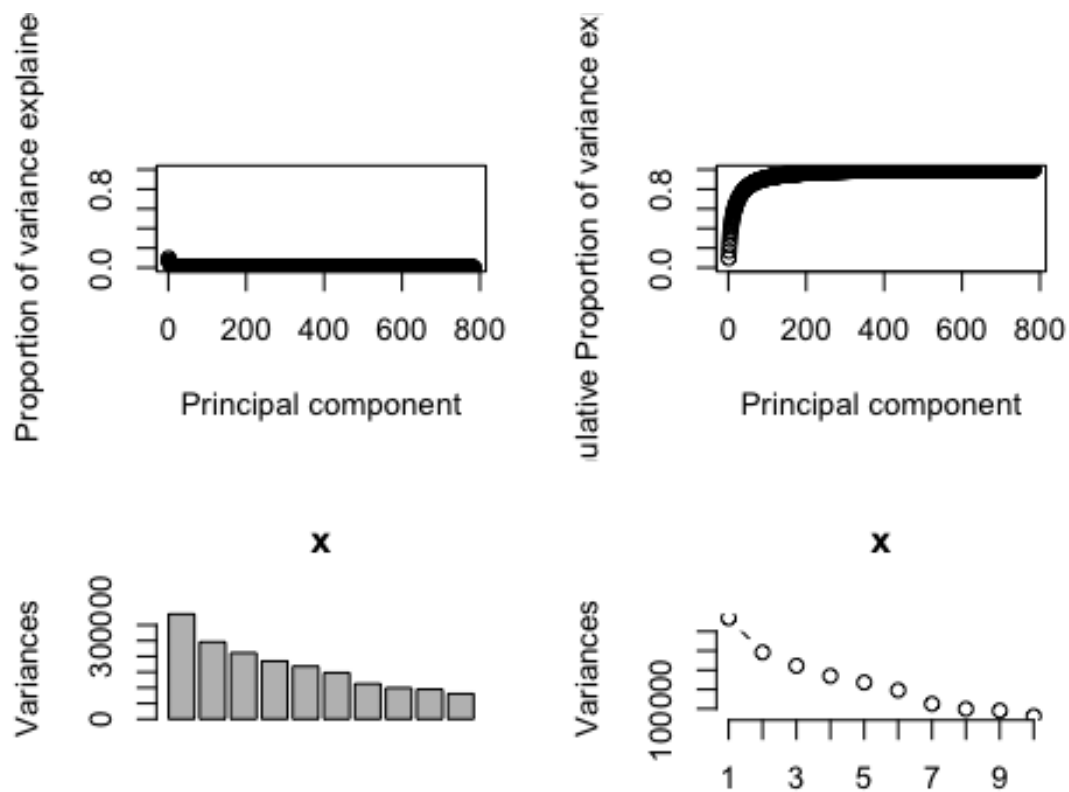 Proportion of variance explaine
0.8
0.0
0 200 400 600 800
Principal component
ulative Proportion of variance ex
0.8
0.0
0 200 400 600 800
Principal component
x
Variances
300000
0
x
Variances
100000
1 3 5 7 9